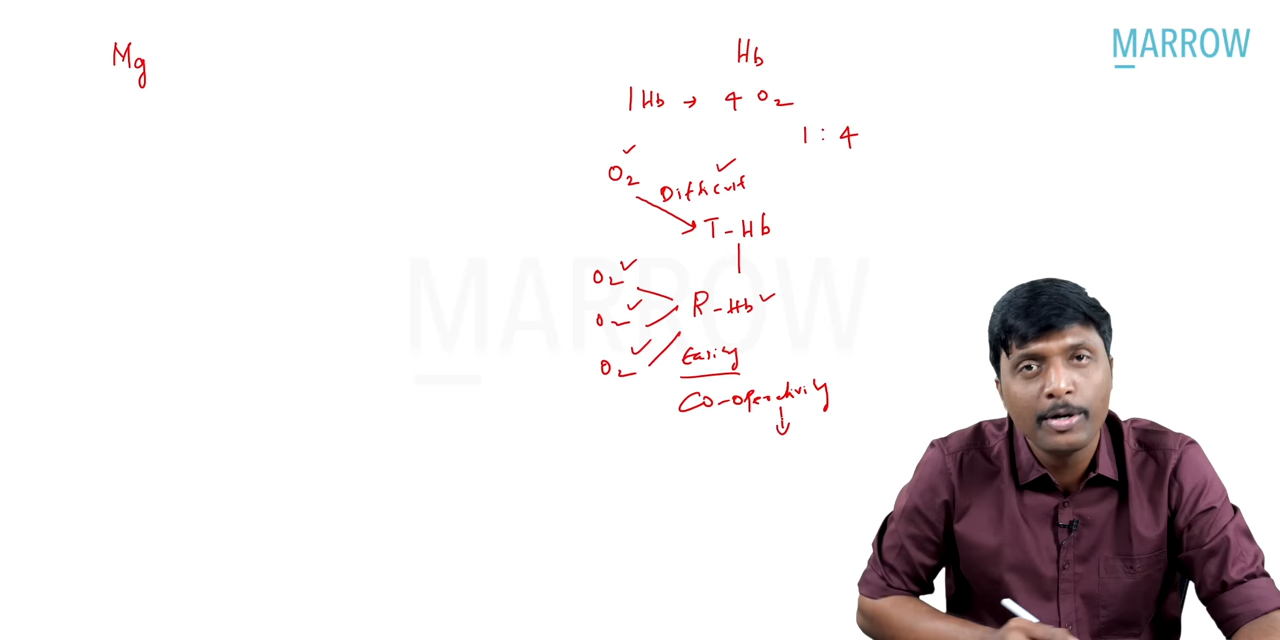 Mg
MARROW
Hb
1 Hb → 4 O2
1 : 4
O2
Difficult
T - Hb
O2
R - Hb
O2
O2
Easily
Co-operativity
MARROW